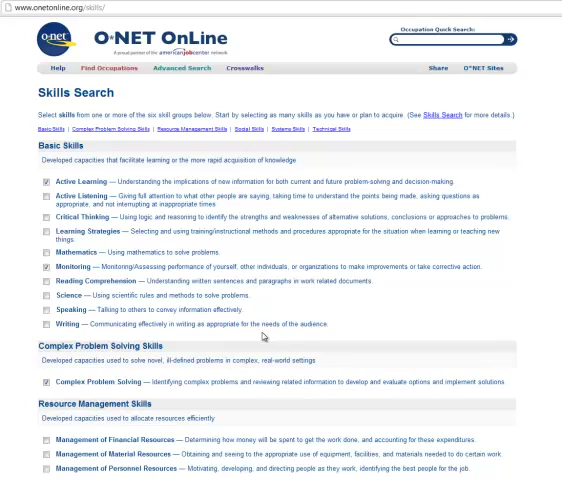 www.onetonline.org/skills/
o·net
O*NET OnLine
A annual partner of the americanjobcenter network
Occupation Quick Search:
Help Find Occupations Advanced Search Crosswalks Share O*NET Sites
Skills Search
Select skills from one or more of the six skill groups below. Start by selecting as many skills as you have or plan to acquire. (See Skills Search for more details.)
Basic Skills | Complex Problem Solving Skills | Resource Management Skills | Social Skills | Systems Skills | Technical Skills
Basic Skills
Developed capacities that facilitate learning or the more rapid acquisition of knowledge
Active Learning — Understanding the implications of new information for both current and future problem-solving and decision-making.
Active Listening — Giving full attention to what other people are saying, taking time to understand the points being made, asking questions as
appropriate, and not interrupting at inappropriate times
Critical Thinking — Using logic and reasoning to identify the strengths and weaknesses of alternative solutions, conclusions or approaches to problems.
Learning Strategies — Selecting and using training/instructional methods and procedures appropriate for the situation when learning or teaching new
things.
Mathematics — Using mathematics to solve problems.
Monitoring — Monitoring/Assessing performance of yourself, other individuals, or organizations to make improvements or take corrective action.
Reading Comprehension — Understanding written sentences and paragraphs in work related documents.
Science — Using scientific rules and methods to solve problems.
Speaking — Talking to others to convey information effectively.
Writing — Communicating effectively in writing as appropriate for the needs of the audience.
Complex Problem Solving Skills
Developed capacities used to solve novel, ill-defined problems in complex, real-world settings
Complex Problem Solving — Identifying complex problems and reviewing related information to develop and evaluate options and implement solutions
Resource Management Skills
Developed capacities used to allocate resources efficiently
Management of Financial Resources — Determining how money will be spent to get the work done, and accounting for these expenditures.
Management of Material Resources — Obtaining and seeing to the appropriate use of equipment, facilities, and materials needed to do certain work.
Management of Personnel Resources — Motivating, developing, and directing people as they work, identifying the best people for the job.